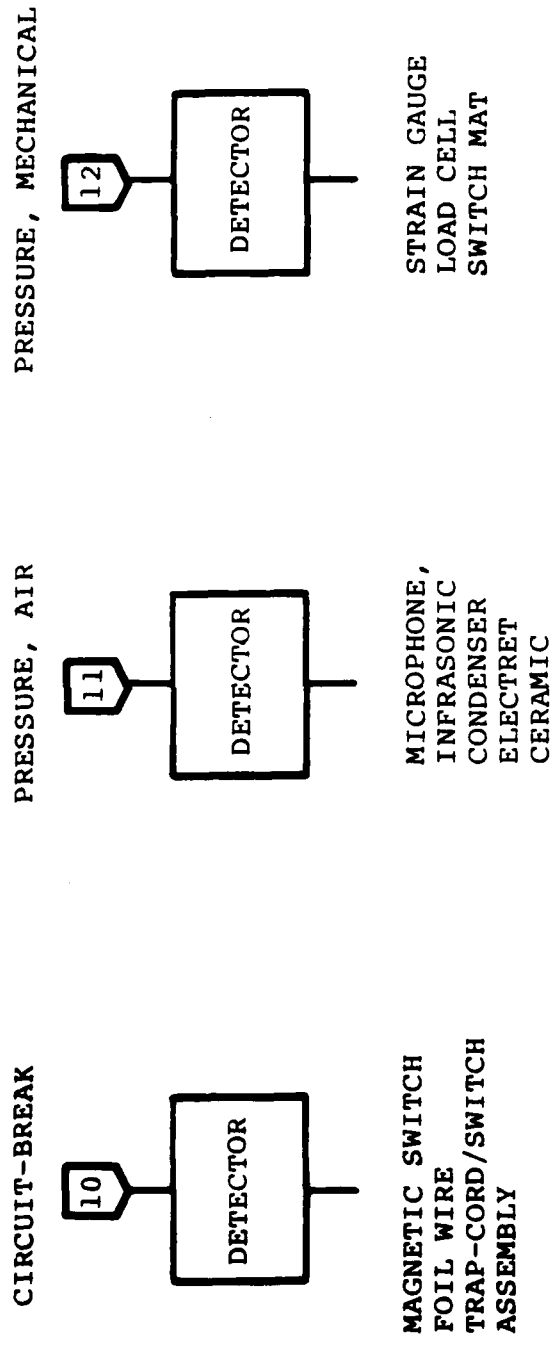 CIRCUIT-BREAK
10
DETECTOR
MAGNETIC SWITCH
FOIL WIRE
TRAP-CORD/SWITCH
ASSEMBLY
PRESSURE, AIR
11
DETECTOR
MICROPHONE,
INFRASONIC
CONDENSER
ELECTRET
CERAMIC
PRESSURE, MECHANICAL
12
DETECTOR
STRAIN GAUGE
LOAD CELL
SWITCH MAT